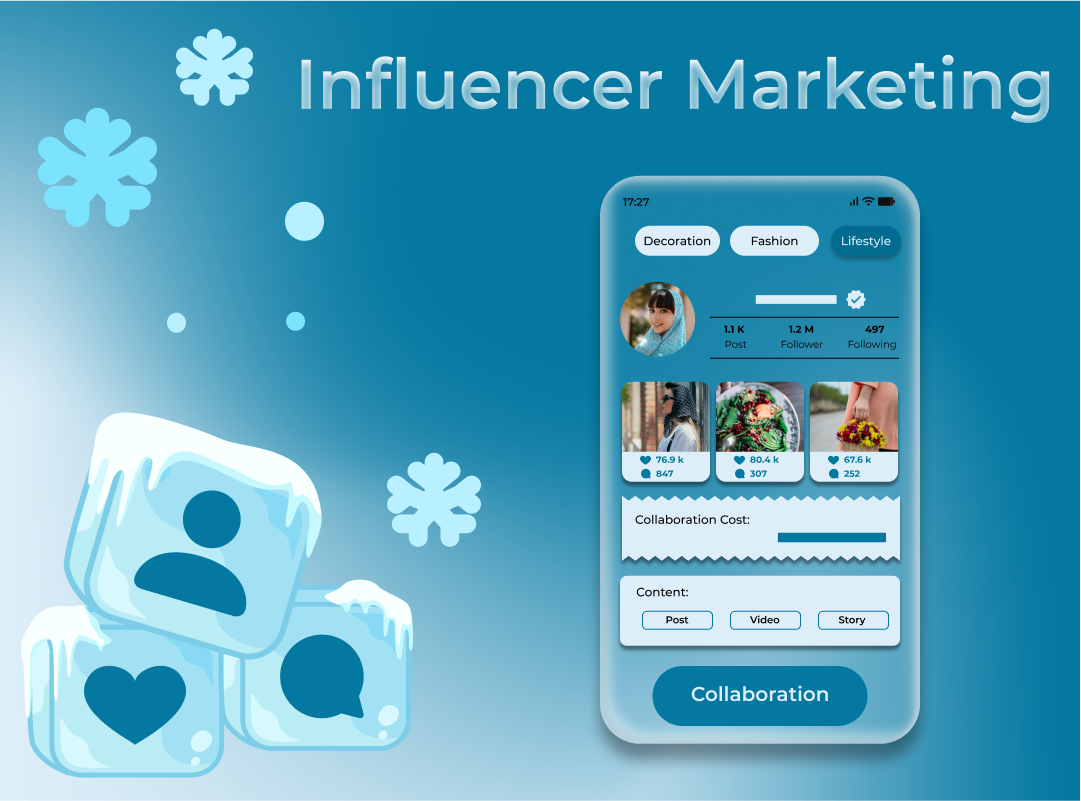 Influencer Marketing
17:27
Decoration Fashion Lifestyle
1.1 K 1.2 M 497
Post Follower Following
76.9 k 80.4 k 67.6 k
847 307 252
Collaboration Cost:
Content:
Post Video Story
Collaboration